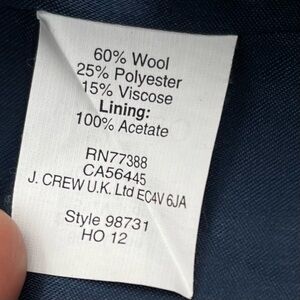 60% Wool
25% Polyester
15% Viscose
Lining:
100% Acetate
RN77388
CA56445
J. CREW U.K. Ltd EC4V 6JA
Style 98731
HO 12